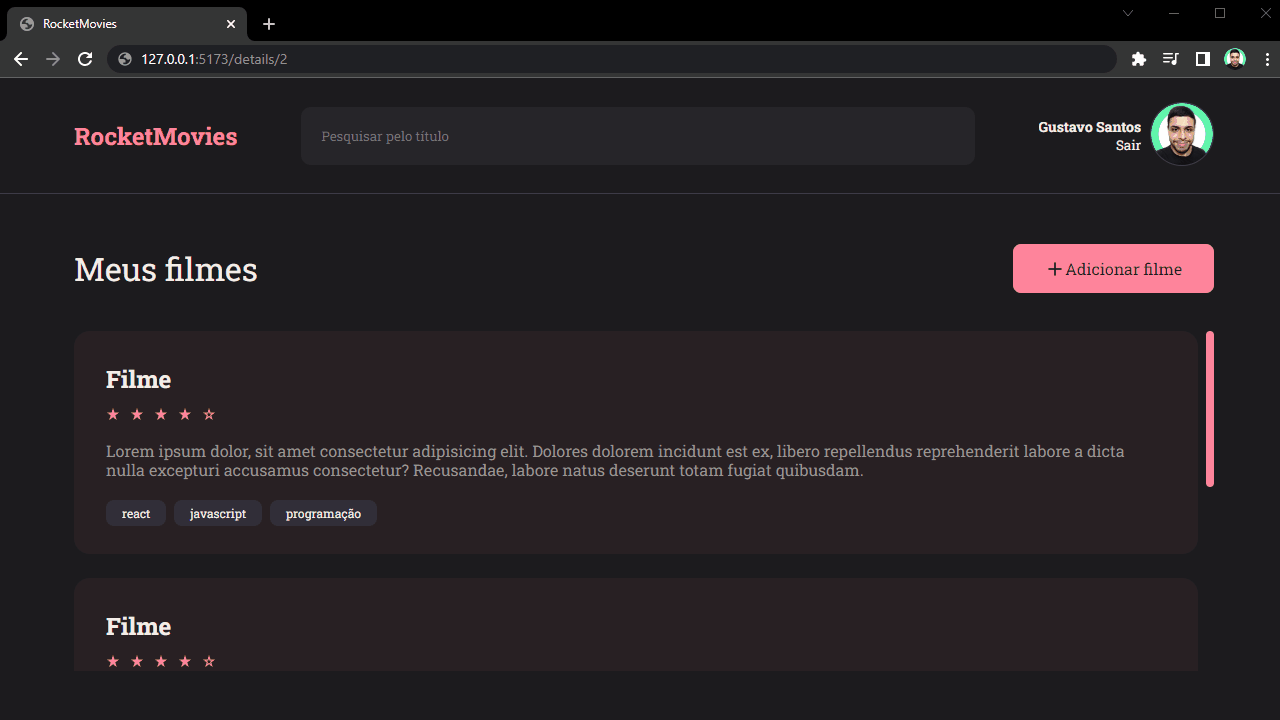 RocketMovies
127.0.0.1:5173/details/2
RocketMovies
Pesquisar pelo título
Gustavo Santos
Sair
Meus filmes
Adicionar filme
Filme
Lorem ipsum dolor, sit amet consectetur adipisicing elit. Dolores dolorem incidunt est ex, libero repellendus reprehenderit labore a dicta
nulla excepturi accusamus consectetur? Recusandae, labore natus deserunt totam fugiat quibusdam.
react javascript programação
Filme